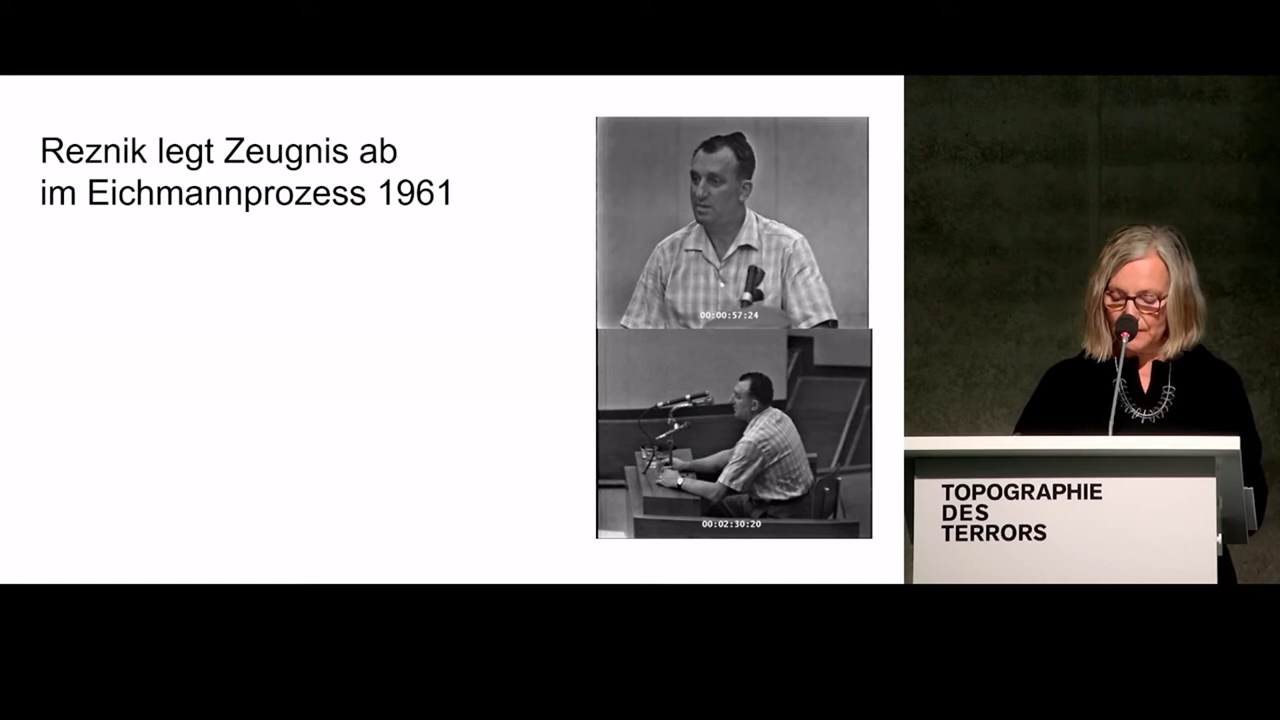 Reznik legt Zeugnis ab
im Eichmannprozess 1961
00:00:57:24
00:02:30:20
TOPOGRAPHIE
DES
TERRORS